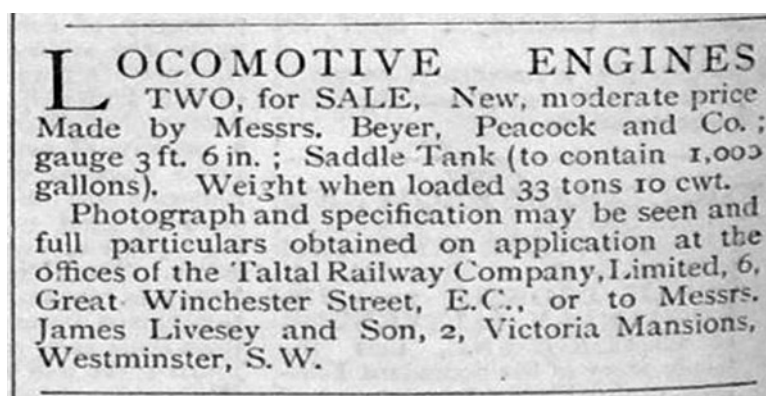 LOCOMOTIVE ENGINES
TWO, for SALE, New, moderate price
Made by Messrs. Beyer, Peacock and Co. ;
gauge 3 ft. 6 in. ; Saddle Tank (to contain 1,000
gallons). Weight when loaded 33 tons 10 cwt.
Photograph and specification may be seen and
full particulars obtained on application at the
offices of the Taltal Railway Company, Limited, 6,
Great Winchester Street, E.C., or to Messrs.
James Livesey and Son, 2, Victoria Mansions,
Westminster, S.W.